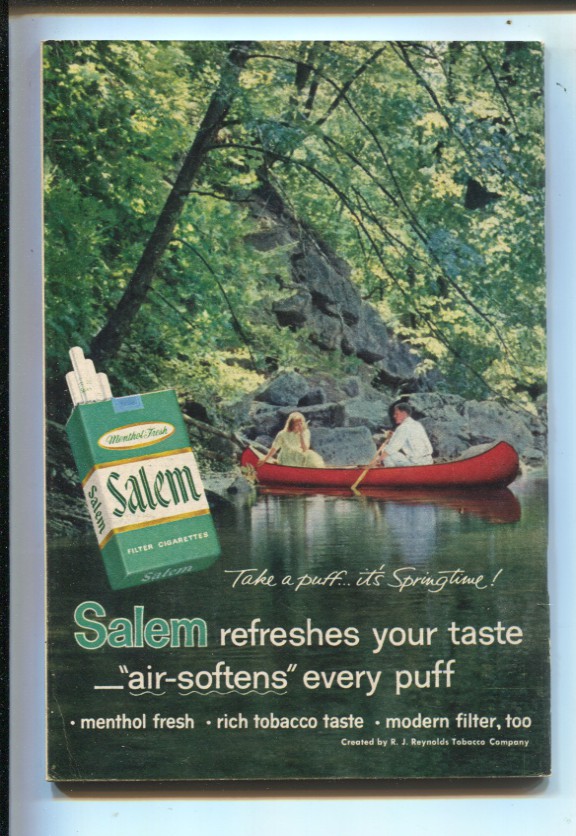 Menthol Fresh
Salem
Salem
FILTER CIGARETTES
Salem
Take a puff... it's Springtime!
Salem refreshes your taste
—"air-softens" every puff
• menthol fresh • rich tobacco taste • modern filter, too
Created by R. J. Reynolds Tobacco Company